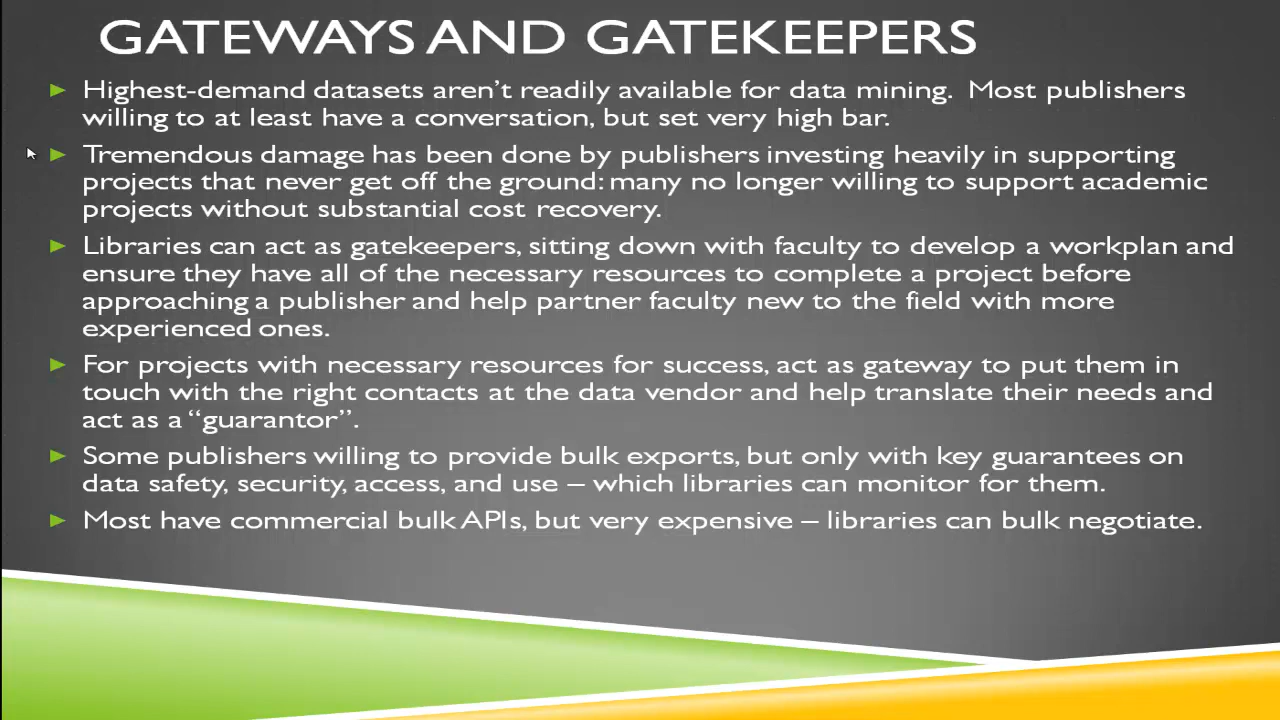 GATEWAYS AND GATEKEEPERS
Highest-demand datasets aren't readily available for data mining.  Most publishers
willing to at least have a conversation, but set very high bar.
Tremendous damage has been done by publishers investing heavily in supporting
projects that never get off the ground: many no longer willing to support academic
projects without substantial cost recovery.
Libraries can act as gatekeepers, sitting down with faculty to develop a workplan and
ensure they have all of the necessary resources to complete a project before
approaching a publisher and help partner faculty new to the field with more
experienced ones.
For projects with necessary resources for success, act as gateway to put them in
touch with the right contacts at the data vendor and help translate their needs and
act as a “guarantor”.
Some publishers willing to provide bulk exports, but only with key guarantees on
data safety, security, access, and use – which libraries can monitor for them.
Most have commercial bulk APIs, but very expensive – libraries can bulk negotiate.